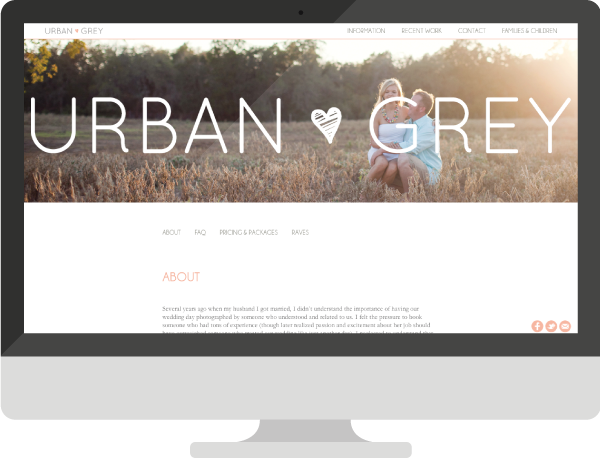 URBAN ♥ GREY
INFORMATION RECENT WORK CONTACT FAMILIES & CHILDREN
URBAN ♥ GREY
ABOUT FAQ PRICING & PACKAGES RAVES
ABOUT
Several years ago when my husband I got married, I didn't understand the importance of having our
wedding day photographed by someone who understood and related to us. I felt the pressure to book
someone who had tons of experience (though later realized passion and excitement about her job should